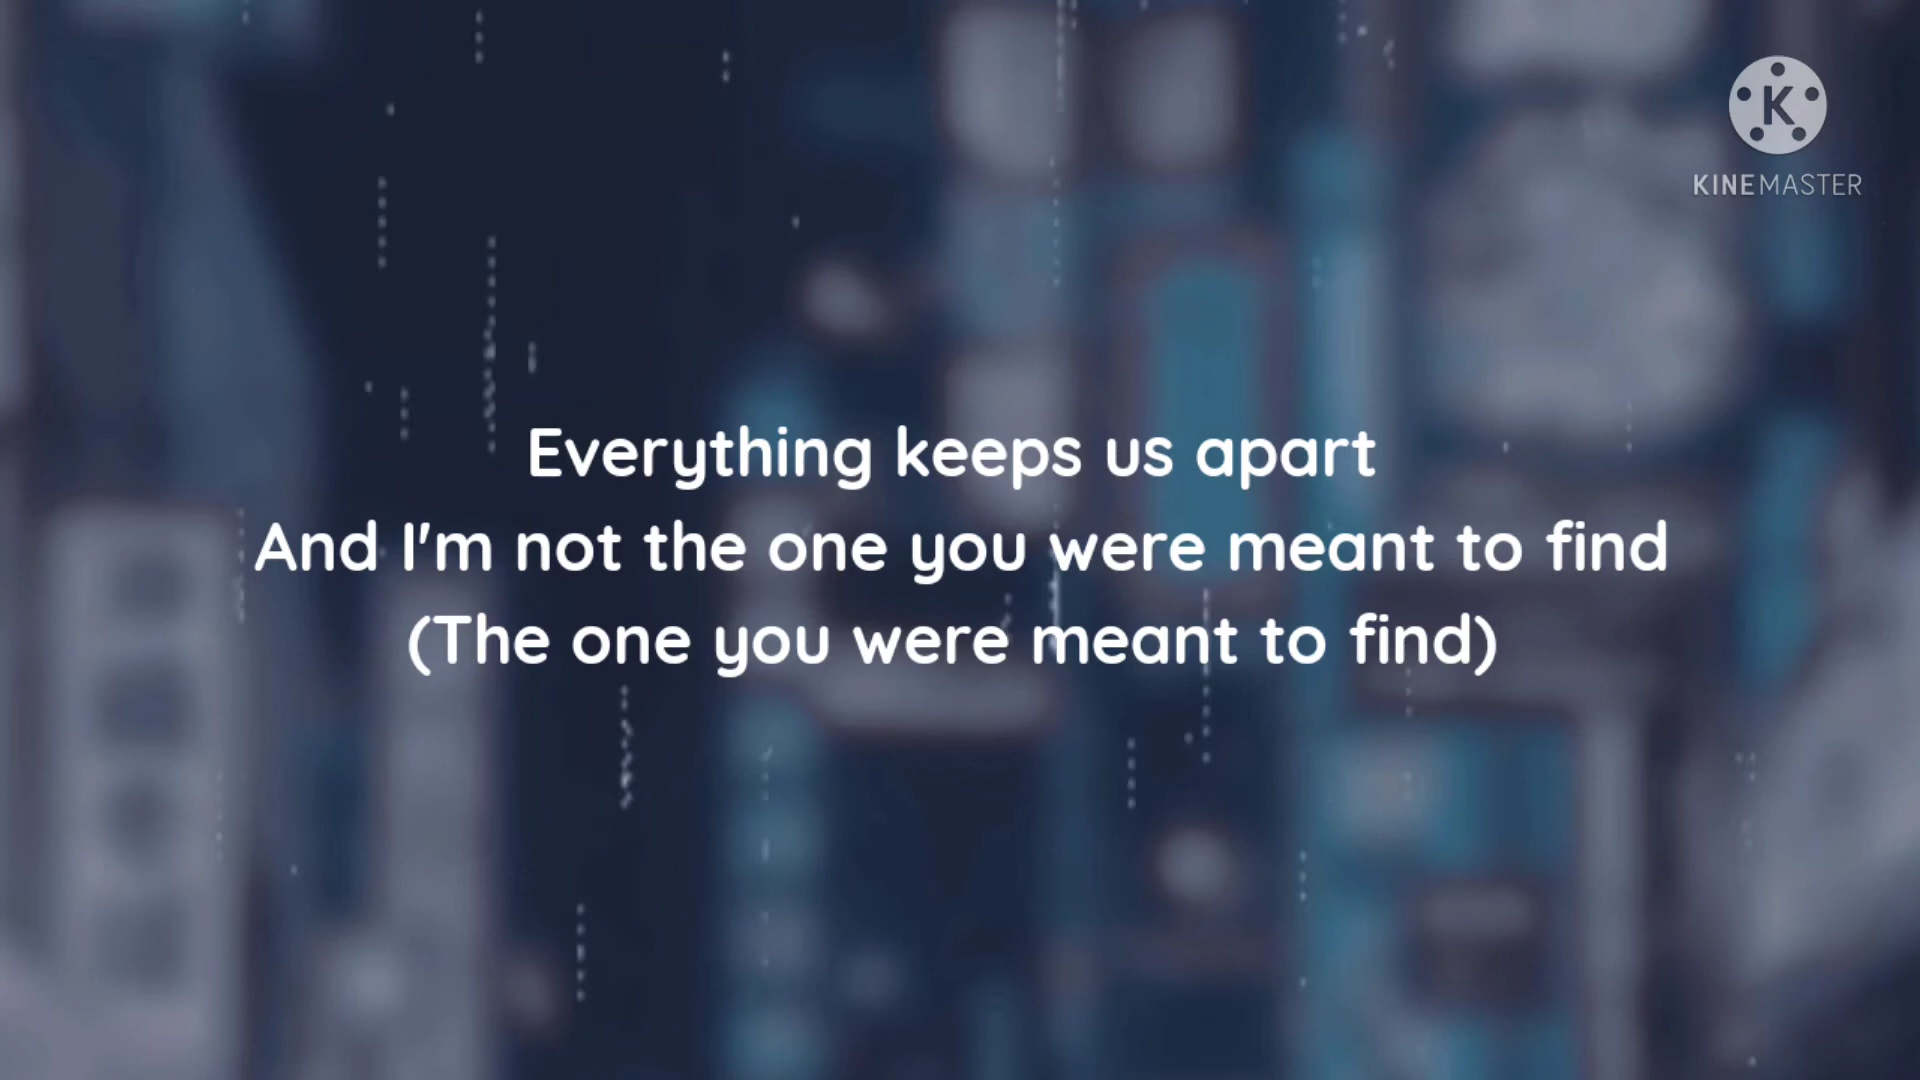 K
KINEMASTER
Everything keeps us apart
And I'm not the one you were meant to find
(The one you were meant to find)